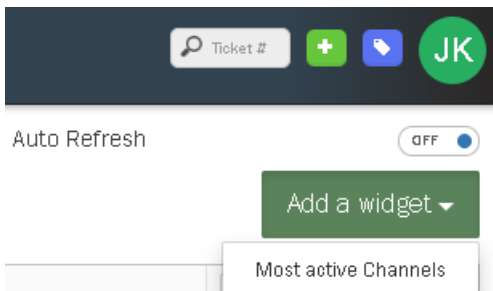 Ticket #
JK
Auto Refresh
OFF
Add a widget
Most active Channels